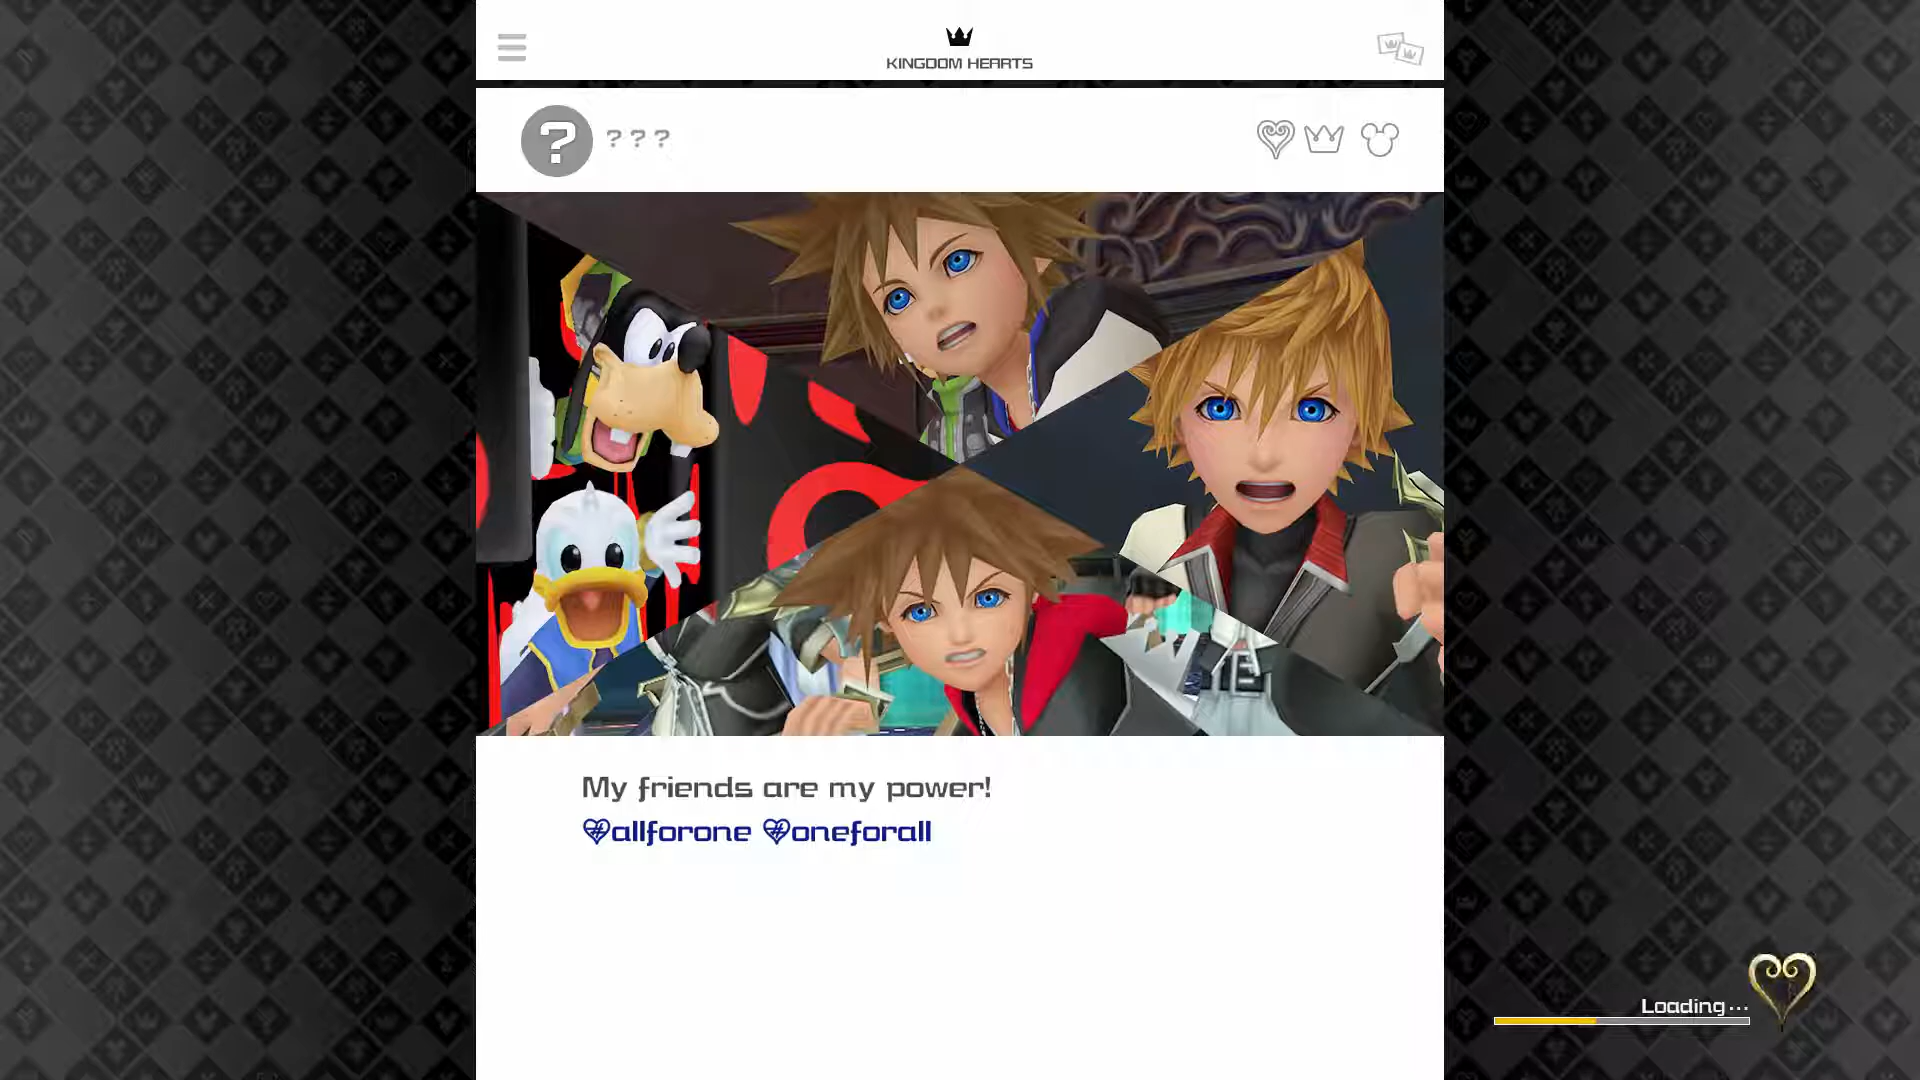 KINGDOM HEARTS
? ? ? ?
My friends are my power!
#allforone #oneforall
Loading...